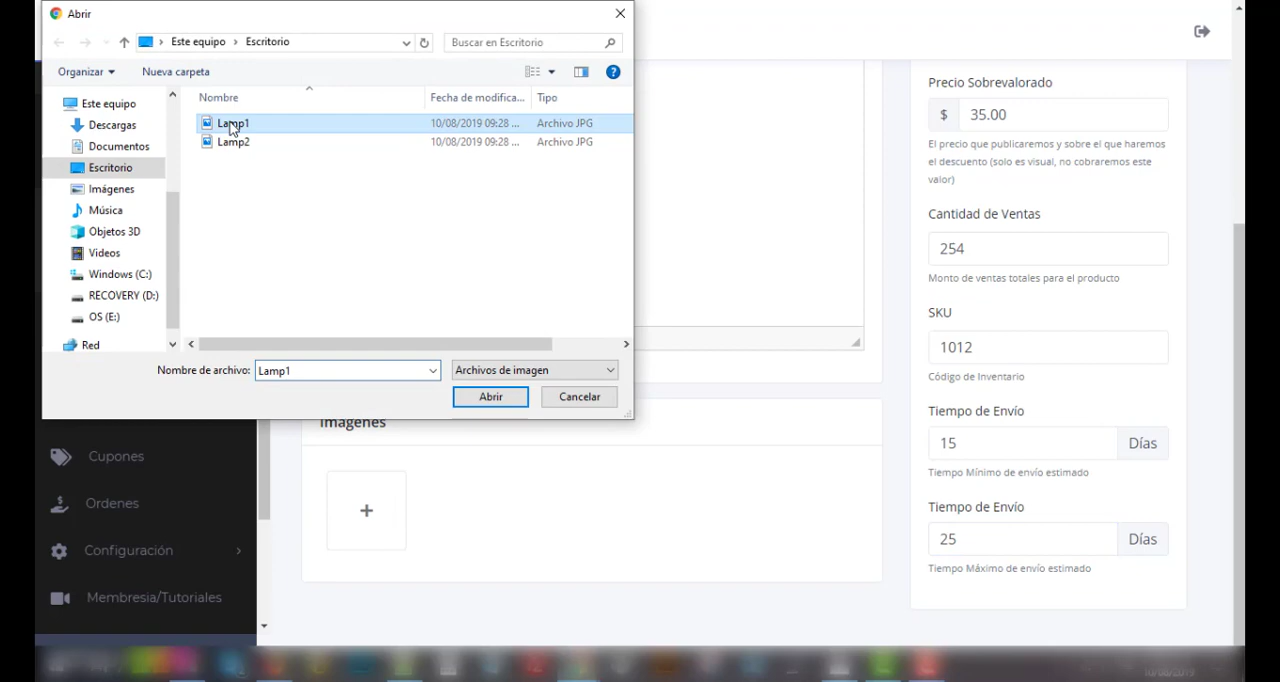 Abrir
Este equipo > Escritorio
Buscar en Escritorio
Organizar
Nueva carpeta
?
Este equipo
Descargas
Documentos
Escritorio
Imágenes
Música
Objetos 3D
Videos
Windows (C:)
RECOVERY (D:)
OS (E:)
Red
Nombre
Fecha de modifica...
Tipo
Lamp1
10/08/2019 09:28 ...
Archivo JPG
Lamp2
10/08/2019 09:28 ...
Archivo JPG
Nombre de archivo:
Lamp1
Archivos de imagen
Abrir
Cancelar
Cupones
Ordenes
Configuración
Membresia/Tutoriales
Imágenes
+
Precio Sobrevalorado
$ 35.00
El precio que publicaremos y sobre el que haremos
el descuento (solo es visual, no cobraremos este
valor)
Cantidad de Ventas
254
Monto de ventas totales para el producto
SKU
1012
Código de Inventario
Tiempo de Envío
15 Días
Tiempo Mínimo de envío estimado
Tiempo de Envío
25 Días
Tiempo Máximo de envío estimado